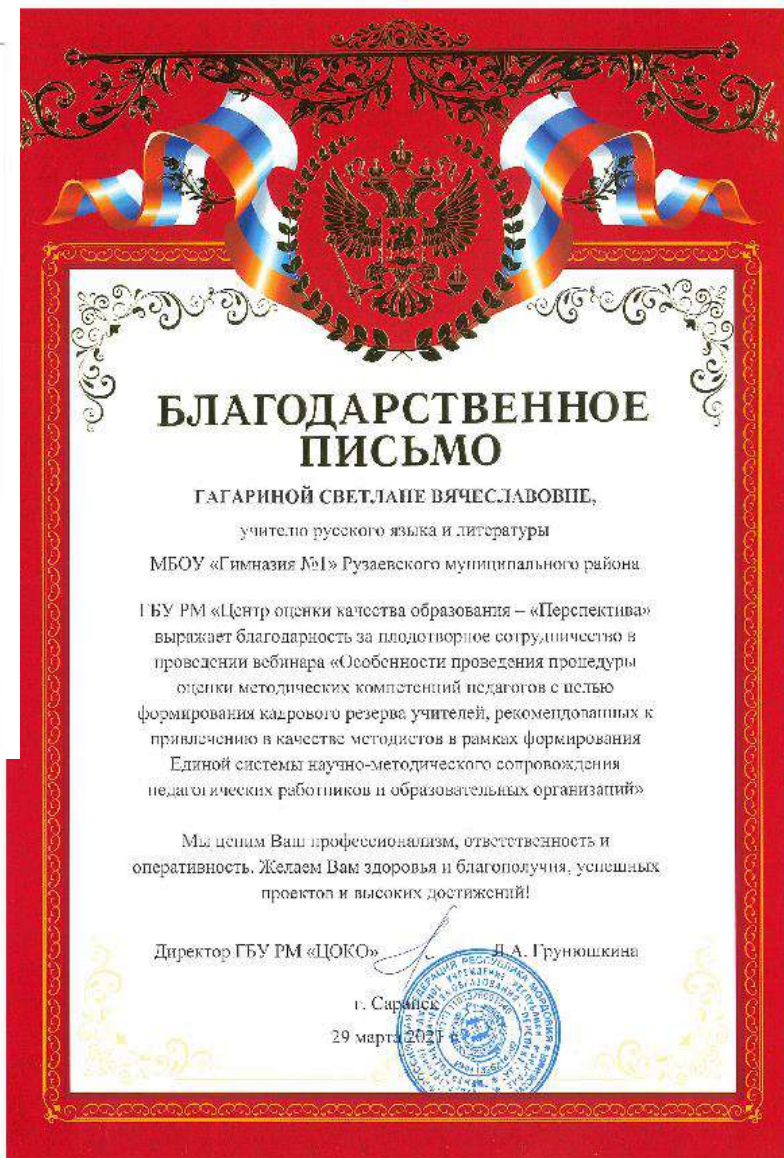 БЛАГОДАРСТВЕННОЕ
ПИСЬМО
ГАГАРИНОЙ СВЕТЛАНЕ ВЯЧЕСЛАВОВНЕ,
учителю русского языка и литературы
МБОУ «Гимназия №1» Рузаевского муниципального района
ГБУ РМ «Центр оценки качества образования – «Перспектива»
выражает благодарность за плодотворное сотрудничество в
проведении вебинара «Особенности проведения процедуры
оценки методических компетенций педагогов с целью
формирования кадрового резерва учителей, рекомендованных к
привлечению в качестве методистов в рамках формирования
Единой системы научно-методического сопровождения
педагогических работников и образовательных организаций»
Мы ценим Ваш профессионализм, ответственность и
оперативность. Желаем Вам здоровья и благополучия, успешных
проектов и высоких достижений!
Директор ГБУ РМ «ЦОКО» Л.А. Грунюшкина
г. Саранск
29 марта 2021 г.
РЕСПУБЛИКА МОРДОВИЯ